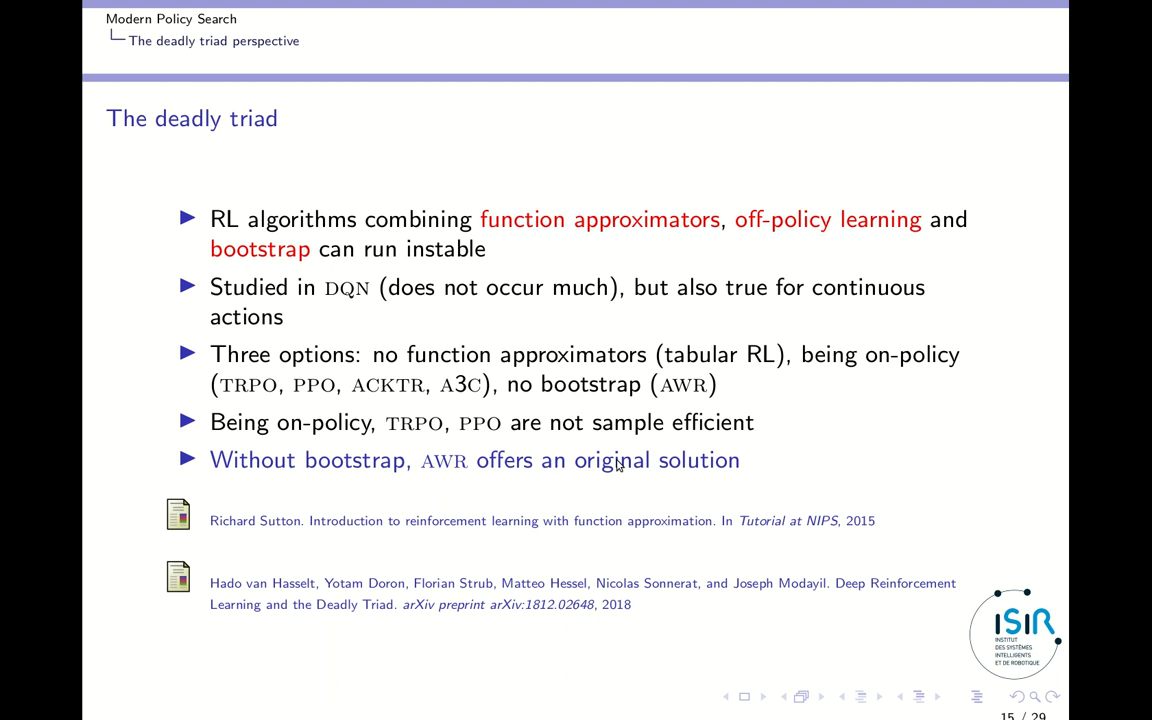 Modern Policy Search
The deadly triad perspective
The deadly triad
RL algorithms combining function approximators, off-policy learning and
bootstrap can run instable
Studied in DQN (does not occur much), but also true for continuous
actions
Three options: no function approximators (tabular RL), being on-policy
(TRPO, PPO, ACKTR, A3C), no bootstrap (AWR)
Being on-policy, TRPO, PPO are not sample efficient
Without bootstrap, AWR offers an original solution
Richard Sutton. Introduction to reinforcement learning with function approximation. In Tutorial at NIPS, 2015
Hado van Hasselt, Yotam Doron, Florian Strub, Matteo Hessel, Nicolas Sonnerat, and Joseph Modayil. Deep Reinforcement
Learning and the Deadly Triad. arXiv preprint arXiv:1812.02648, 2018
ISIR
INSTITUT
DES SYSTÈMES
INTELLIGENTS
ET DE ROBOTIQUE
15 / 29